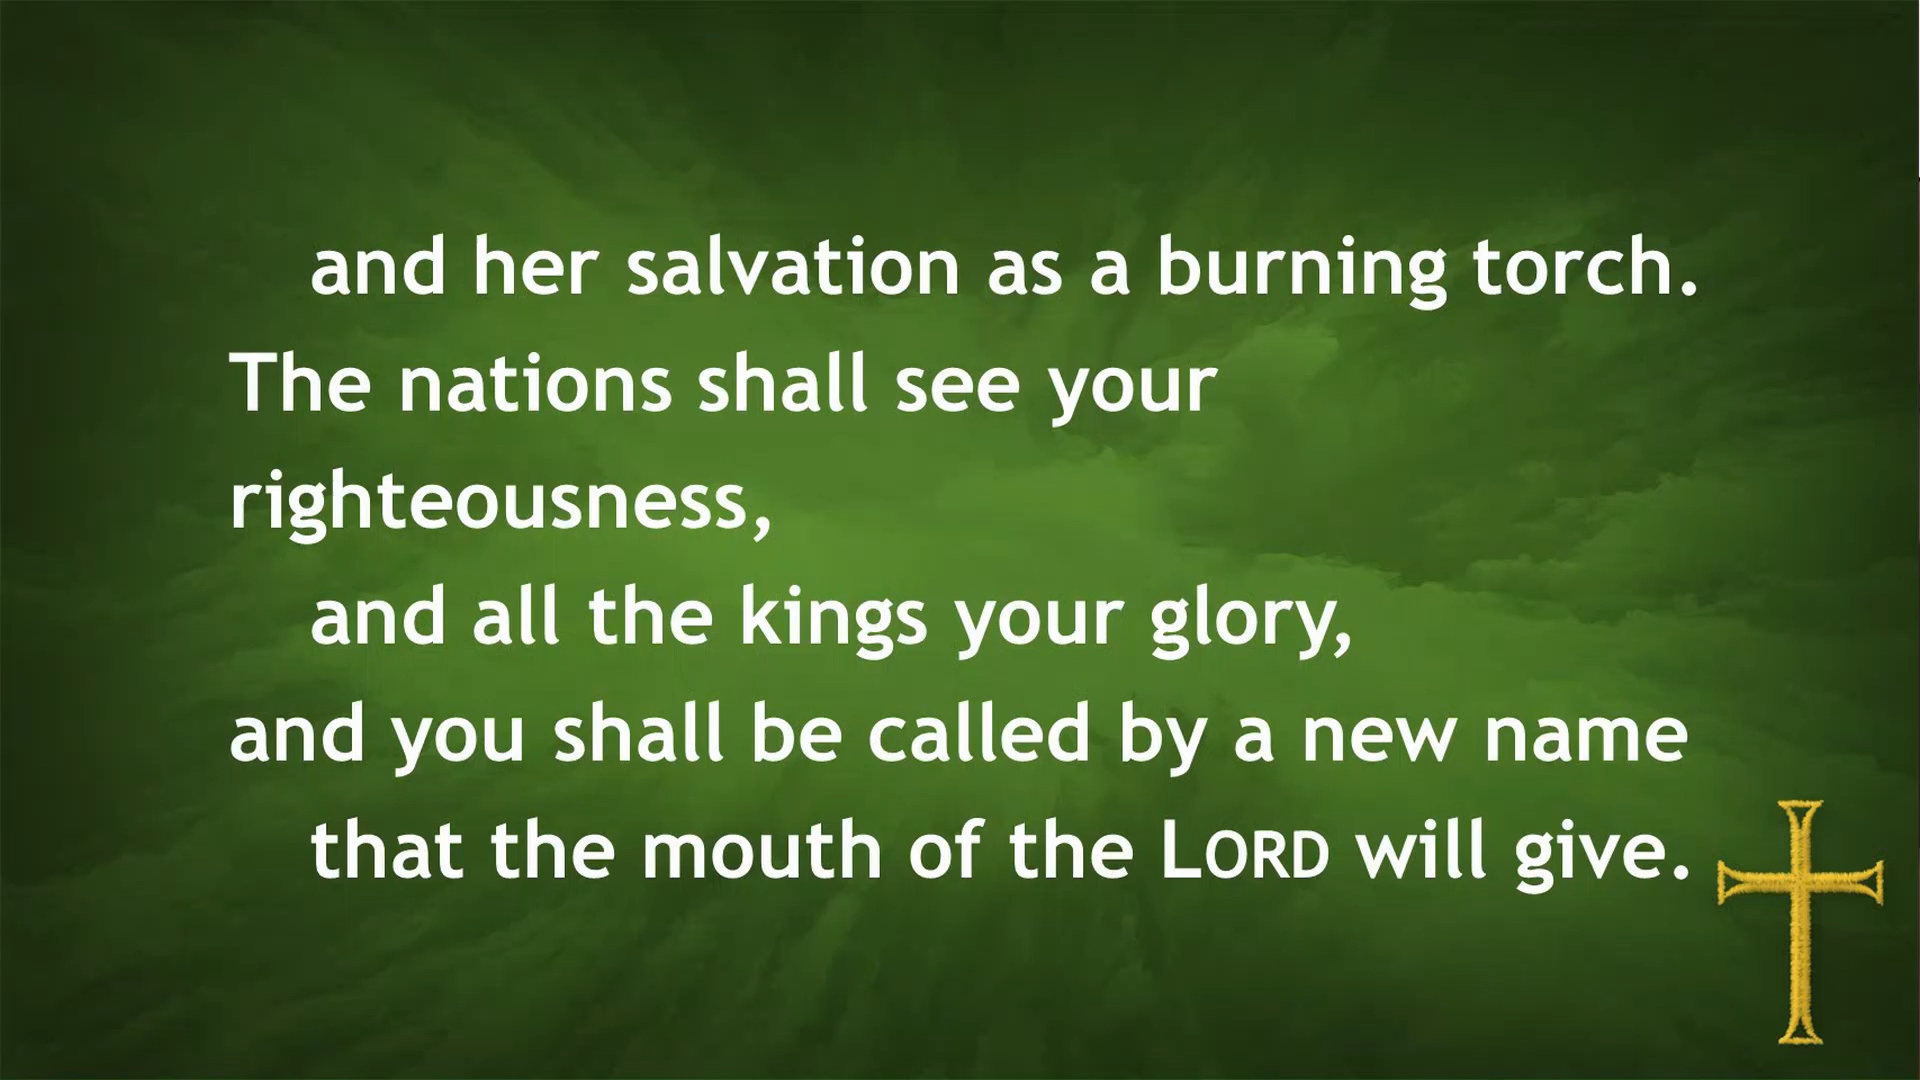 and her salvation as a burning torch.
The nations shall see your
righteousness,
and all the kings your glory,
and you shall be called by a new name
that the mouth of the LORD will give.